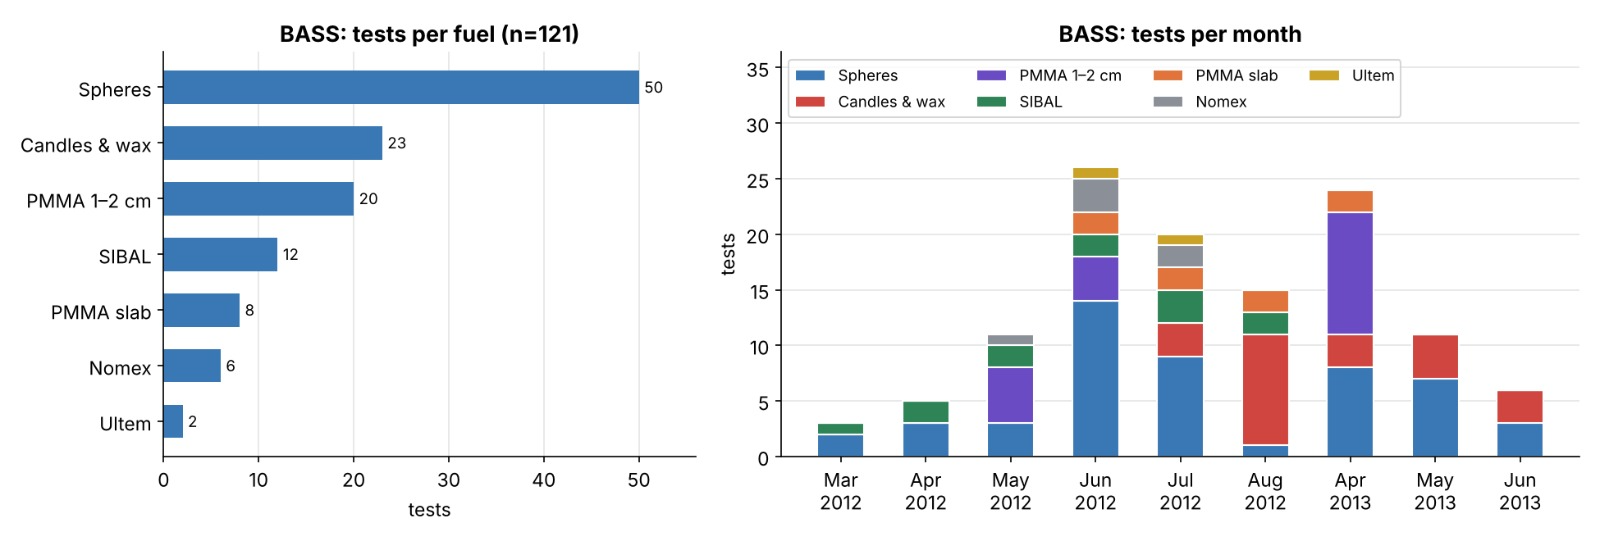 BASS: tests per fuel (n=121)
Spheres
50
Candles & wax
23
PMMA 1–2 cm
20
SIBAL
12
PMMA slab
8
Nomex
6
Ultem
2
0 10 20 30 40 50
tests
BASS: tests per month
Spheres PMMA 1–2 cm PMMA slab Ultem
Candles & wax SIBAL Nomex
35
30
25
20
15
10
5
0
tests
Mar 2012
Apr 2012
May 2012
Jun 2012
Jul 2012
Aug 2012
Apr 2013
May 2013
Jun 2013